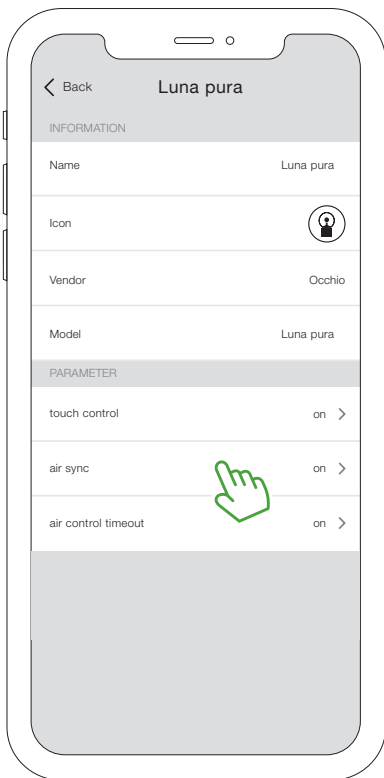 Back Luna pura
INFORMATION
Name Luna pura
Icon
Vendor Occhio
Model Luna pura
PARAMETER
touch control on
air sync on
air control timeout on